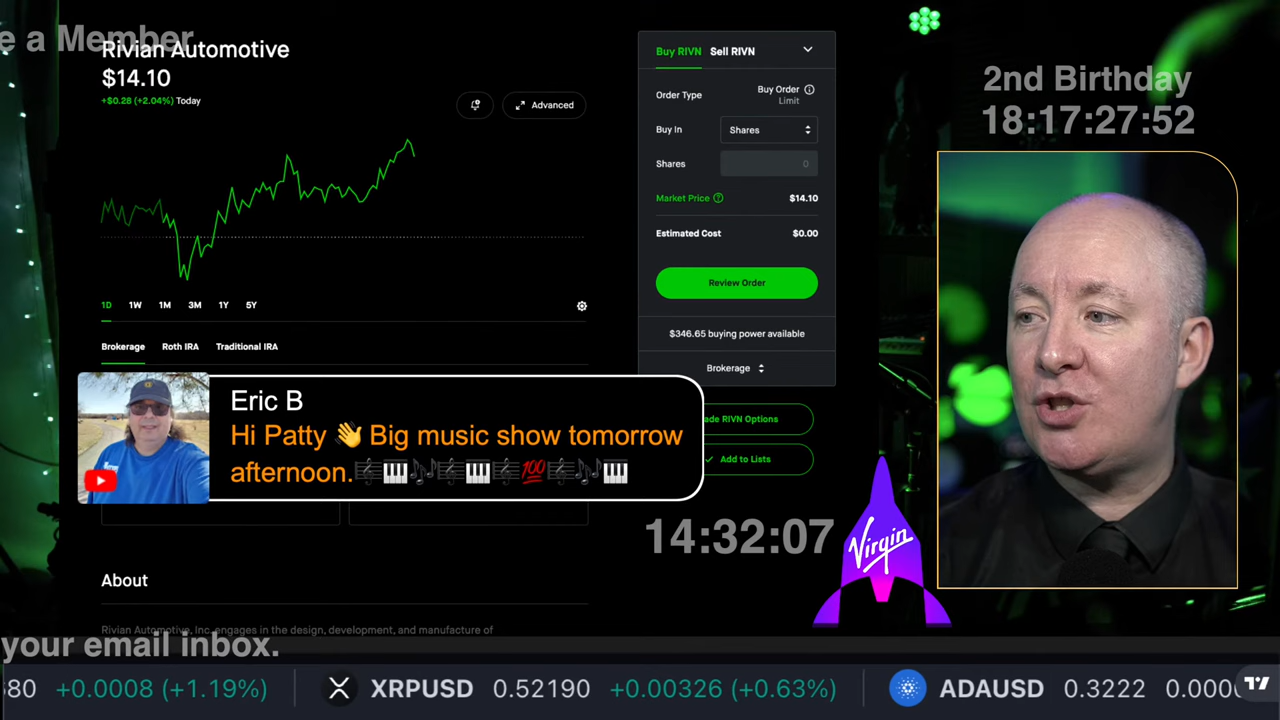 e a Member
Rivian Automotive
$14.10
+$0.28 (+2.04%) Today
Advanced
1D 1W 1M 3M 1Y 5Y
Brokerage Roth IRA Traditional IRA
Buy RIVN Sell RIVN
Order Type Buy Order
Limit
Buy In Shares
Shares 0
Market Price $14.10
Estimated Cost $0.00
Review Order
$346.65 buying power available
Brokerage
ade RIVN Options
Add to Lists
2nd Birthday
18:17:27:52
Eric B
Hi Patty 👋 Big music show tomorrow
afternoon.🎼🎹🎶🎼🎹🎼💯🎼🎶🎹
14:32:07
Virgin
About
Rivian Automotive, Inc. engages in the design, development, and manufacture of
your email inbox.
380 +0.0008 (+1.19%) XRPUSD 0.52190 +0.00326 (+0.63%) ADAUSD 0.3222